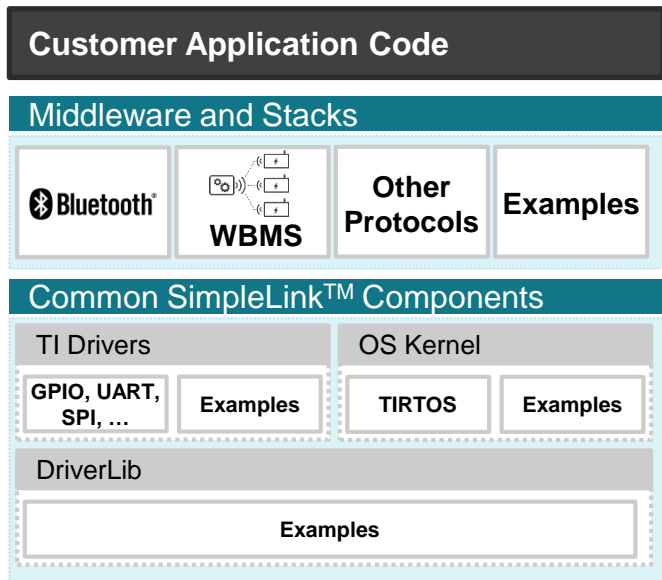 Customer Application Code
Middleware and Stacks
Bluetooth®
WBMS
Other
Protocols
Examples
Common SimpleLink™ Components
TI Drivers
OS Kernel
GPIO, UART,
SPI, …
Examples
TIRTOS
Examples
DriverLib
Examples